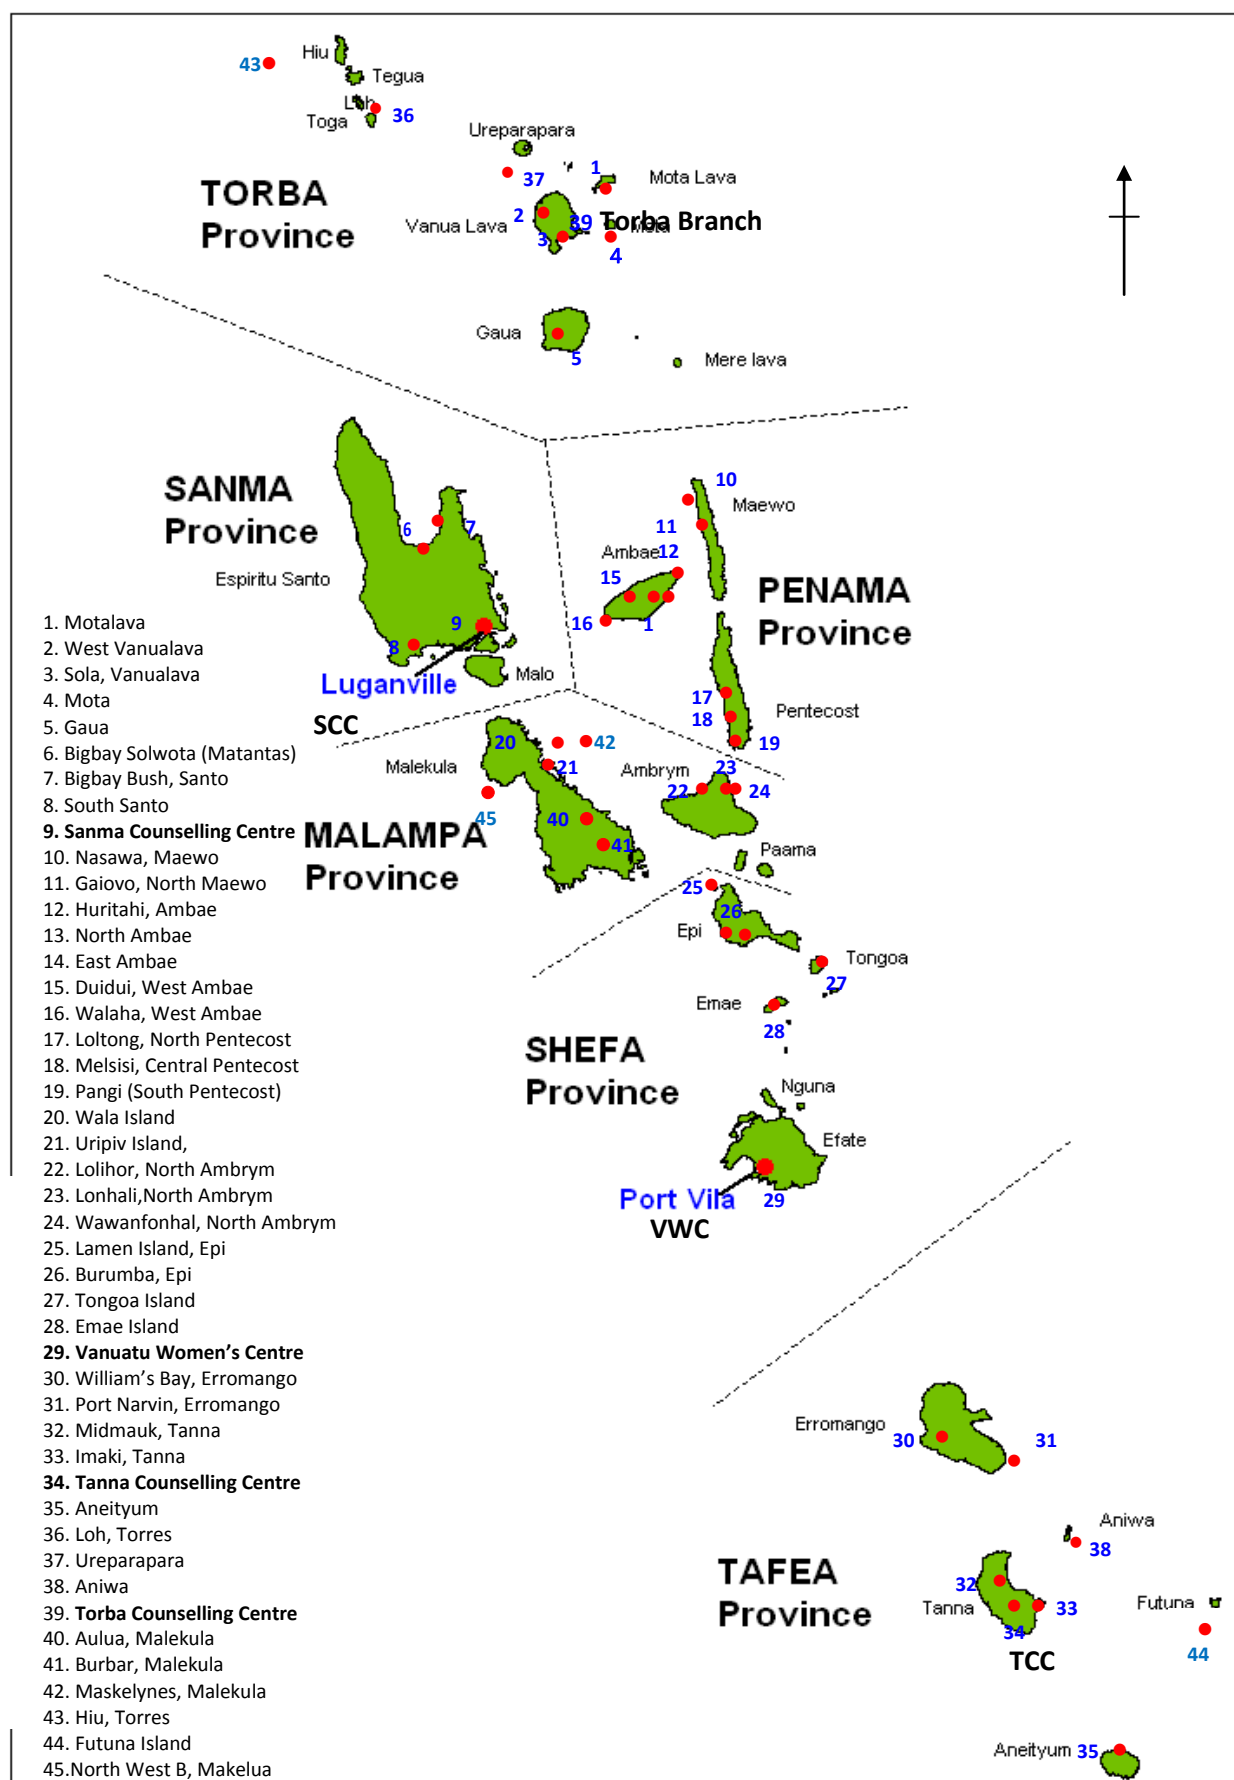 Hiu
43
Tegua
Loh
Toga
36
Ureparapara
TORBA
Province
37
1
Mota Lava
2
Vanua Lava
39
Torba Branch
Mota
3
4
Gaua
5
Mere lava
SANMA
Province
10
Maewo
6
7
11
Ambae
12
Espiritu Santo
15
PENAMA
Province
16
1
9
8
Malo
Luganville
SCC
17
18
Pentecost
19
20
42
Malekula
21
Ambrym
23
22
24
45
40
MALAMPA
Province
41
Paama
25
26
Epi
Tongoa
27
Emae
28
SHEFA
Province
Nguna
Efate
Port Vila
29
VWC
Erromango
30
31
Aniwa
38
TAFEA
Province
32
Tanna
33
Futuna
34
TCC
44
Aneityum
35
1. Motalava
2. West Vanualava
3. Sola, Vanualava
4. Mota
5. Gaua
6. Bigbay Solwota (Matantas)
7. Bigbay Bush, Santo
8. South Santo
9. Sanma Counselling Centre
10. Nasawa, Maewo
11. Gaiovo, North Maewo
12. Huritahi, Ambae
13. North Ambae
14. East Ambae
15. Duidui, West Ambae
16. Walaha, West Ambae
17. Loltong, North Pentecost
18. Melsisi, Central Pentecost
19. Pangi (South Pentecost)
20. Wala Island
21. Uripiv Island,
22. Lolihor, North Ambrym
23. Lonhali,North Ambrym
24. Wawanfonhal, North Ambrym
25. Lamen Island, Epi
26. Burumba, Epi
27. Tongoa Island
28. Emae Island
29. Vanuatu Women’s Centre
30. William’s Bay, Erromango
31. Port Narvin, Erromango
32. Midmauk, Tanna
33. Imaki, Tanna
34. Tanna Counselling Centre
35. Aneityum
36. Loh, Torres
37. Ureparapara
38. Aniwa
39. Torba Counselling Centre
40. Aulua, Malekula
41. Burbar, Malekula
42. Maskelynes, Malekula
43. Hiu, Torres
44. Futuna Island
45.North West B, Makelua